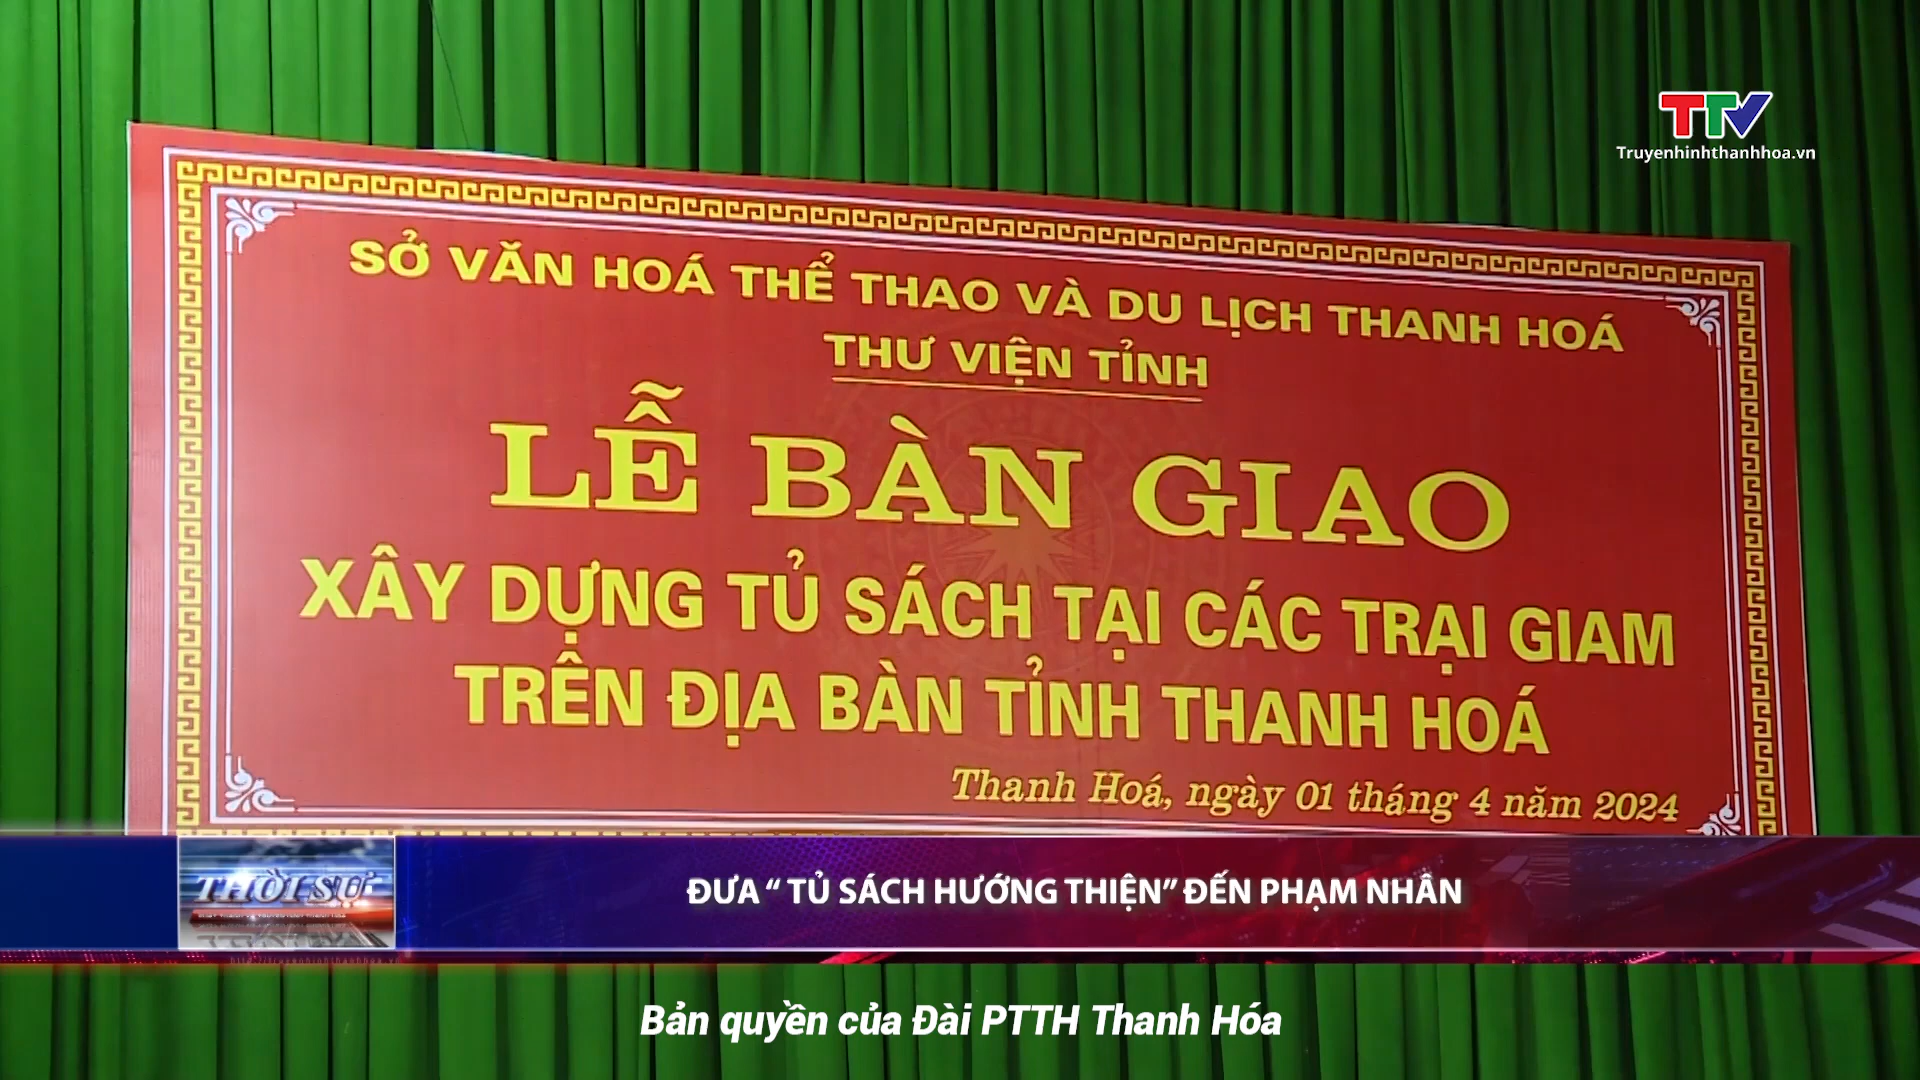 TTV
Truyenhinhthanhhoa.vn
SỞ VĂN HOÁ THỂ THAO VÀ DU LỊCH THANH HOÁ
THƯ VIỆN TỈNH
LỄ BÀN GIAO
XÂY DỰNG TỦ SÁCH TẠI CÁC TRẠI GIAM
TRÊN ĐỊA BÀN TỈNH THANH HOÁ
Thanh Hoá, ngày 01 tháng 4 năm 2024
THỜI SỰ
ĐƯA “ TỦ SÁCH HƯỚNG THIỆN” ĐẾN PHẠM NHÂN
Bản quyền của Đài PTTH Thanh Hóa